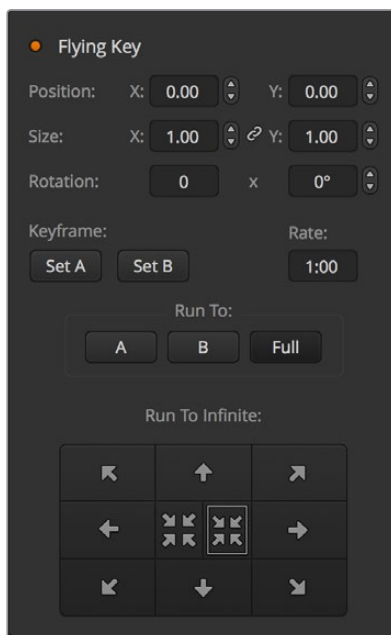 Flying Key
Position: X: 0.00 Y: 0.00
Size: X: 1.00 Y: 1.00
Rotation: 0 x 0°
Keyframe: Rate:
Set A Set B 1:00
Run To:
A B Full
Run To Infinite: